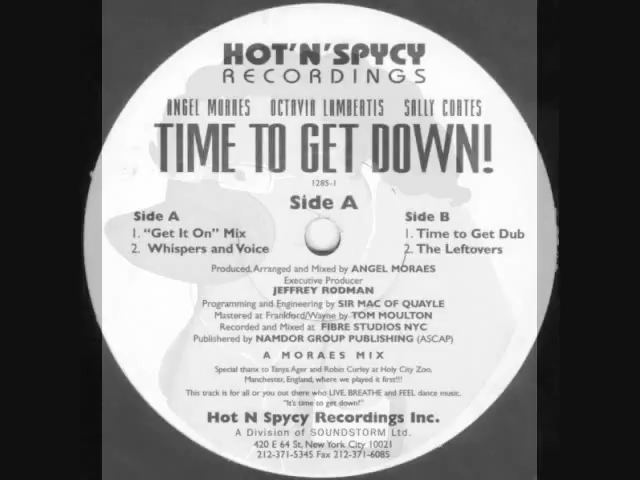 HOT'N'SPYCY
RECORDINGS
ANGEL MORAES OCTAVIA LAMBERTIS SALLY CORTES
TIME TO GET DOWN!
1285-1
Side A
Side A
1. "Get It On" Mix
2. Whispers and Voice
Side B
1. Time to Get Dub
2. The Leftovers
Produced, Arranged and Mixed by ANGEL MORAES
Executive Producer
JEFFREY RODMAN
Programming and Engineering by SIR MAC OF QUAYLE
Mastered at Frankford/Wayne by TOM MOULTON
Recorded and Mixed at FIBRE STUDIOS NYC
Publishered by NAMDOR GROUP PUBLISHING (ASCAP)
A MORAES MIX
Special thanx to Tanya Ager and Robin Curley at Holy City Zoo,
Manchester, England, where we played it first!!!
This track is for all or you out there who LIVE, BREATHE and FEEL dance music.
"It's time to get down!"
Hot N Spycy Recordings Inc.
A Division of SOUNDSTORM Ltd.
420 E 64 St, New York City 10021
212-371-5345 Fax 212-371-6085